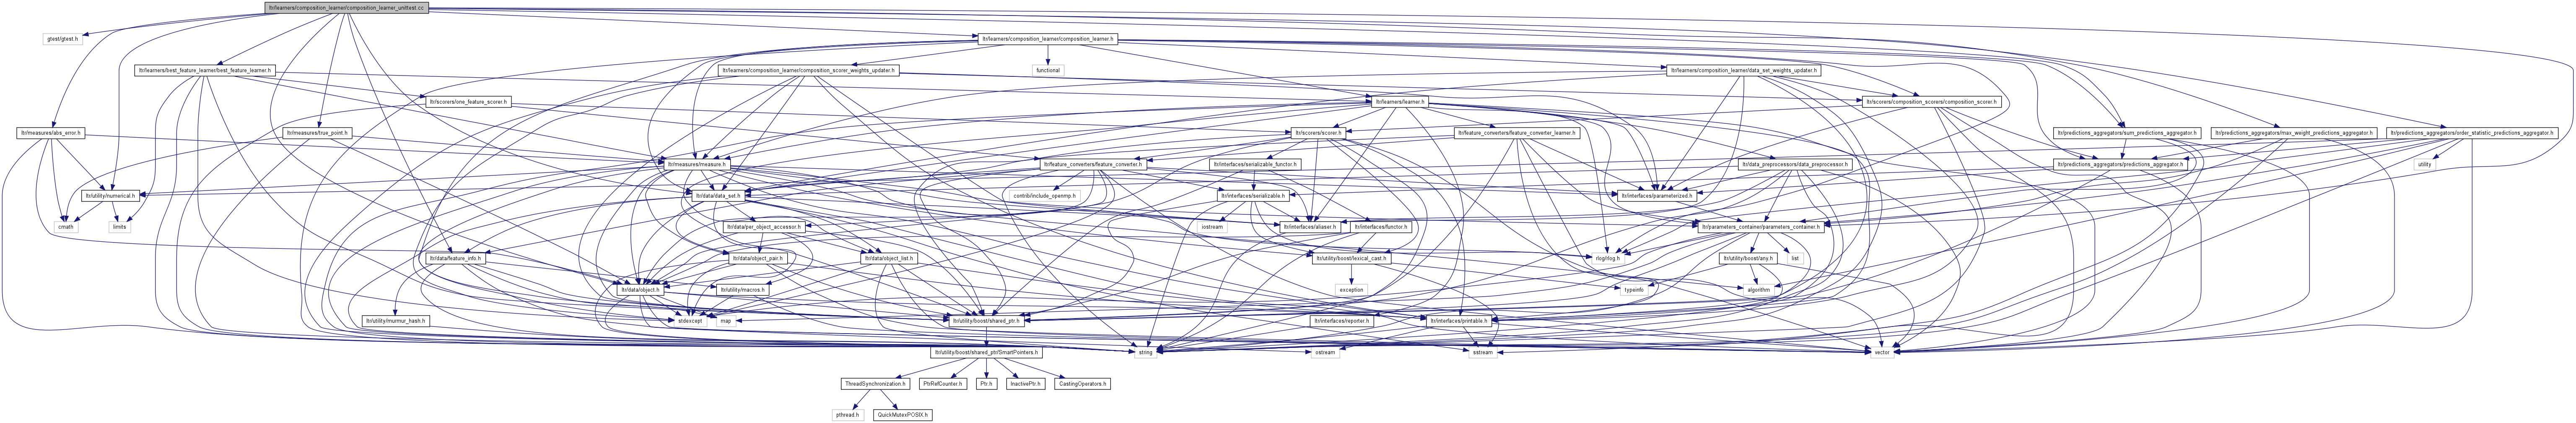 ltr/learners/composition_learner/composition_learner_unittest.cc
gtest/gtest.h
ltr/learners/composition_learner/composition_learner.h
ltr/learners/best_feature_learner/best_feature_learner.h
ltr/learners/composition_learner/composition_scorer_weights_updater.h
functional
ltr/learners/composition_learner/data_set_weights_updater.h
ltr/scorers/one_feature_scorer.h
ltr/learners/learner.h
ltr/scorers/composition_scorers/composition_scorer.h
ltr/measures/abs_error.h
ltr/measures/true_point.h
ltr/scorers/scorer.h
ltr/feature_converters/feature_converter_learner.h
ltr/predictions_aggregators/sum_predictions_aggregator.h
ltr/predictions_aggregators/max_weight_predictions_aggregator.h
ltr/predictions_aggregators/order_statistic_predictions_aggregator.h
ltr/measures/measure.h
ltr/feature_converters/feature_converter.h
ltr/interfaces/serializable_functor.h
ltr/data_preprocessors/data_preprocessor.h
ltr/predictions_aggregators/predictions_aggregator.h
utility
ltr/utility/numerical.h
ltr/data/data_set.h
contrib/include_openmp.h
ltr/interfaces/serializable.h
ltr/interfaces/parameterized.h
cmath
limits
ltr/data/per_object_accessor.h
iostream
ltr/interfaces/aliaser.h
ltr/interfaces/functor.h
ltr/parameters_container/parameters_container.h
ltr/data/feature_info.h
ltr/data/object_pair.h
ltr/data/object_list.h
ltr/utility/boost/lexical_cast.h
rlog/rlog.h
ltr/utility/boost/any.h
list
ltr/data/object.h
ltr/utility/macros.h
exception
typeinfo
algorithm
ltr/utility/murmur_hash.h
stdexcept
map
ltr/utility/boost/shared_ptr.h
ltr/interfaces/reporter.h
ltr/interfaces/printable.h
string
ltr/utility/boost/shared_ptr/SmartPointers.h
ostream
sstream
vector
ThreadSynchronization.h
PtrRefCounter.h
Ptr.h
InactivePtr.h
CastingOperators.h
pthread.h
QuickMutexPOSIX.h